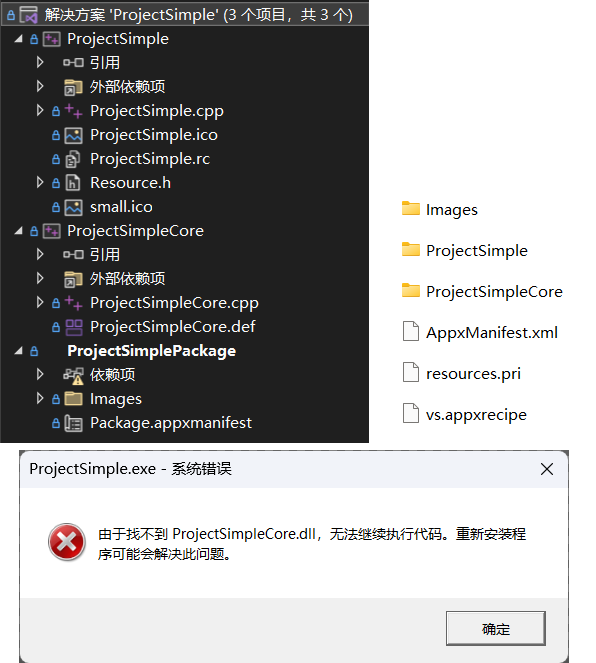 解决方案 'ProjectSimple' (3 个项目，共 3 个)
ProjectSimple
引用
外部依赖项
ProjectSimple.cpp
ProjectSimple.ico
ProjectSimple.rc
Resource.h
small.ico
ProjectSimpleCore
引用
外部依赖项
ProjectSimpleCore.cpp
ProjectSimpleCore.def
ProjectSimplePackage
依赖项
Images
Package.appxmanifest
Images
ProjectSimple
ProjectSimpleCore
AppxManifest.xml
resources.pri
vs.appxrecipe
ProjectSimple.exe - 系统错误
由于找不到 ProjectSimpleCore.dll，无法继续执行代码。重新安装程
序可能会解决此问题。
确定